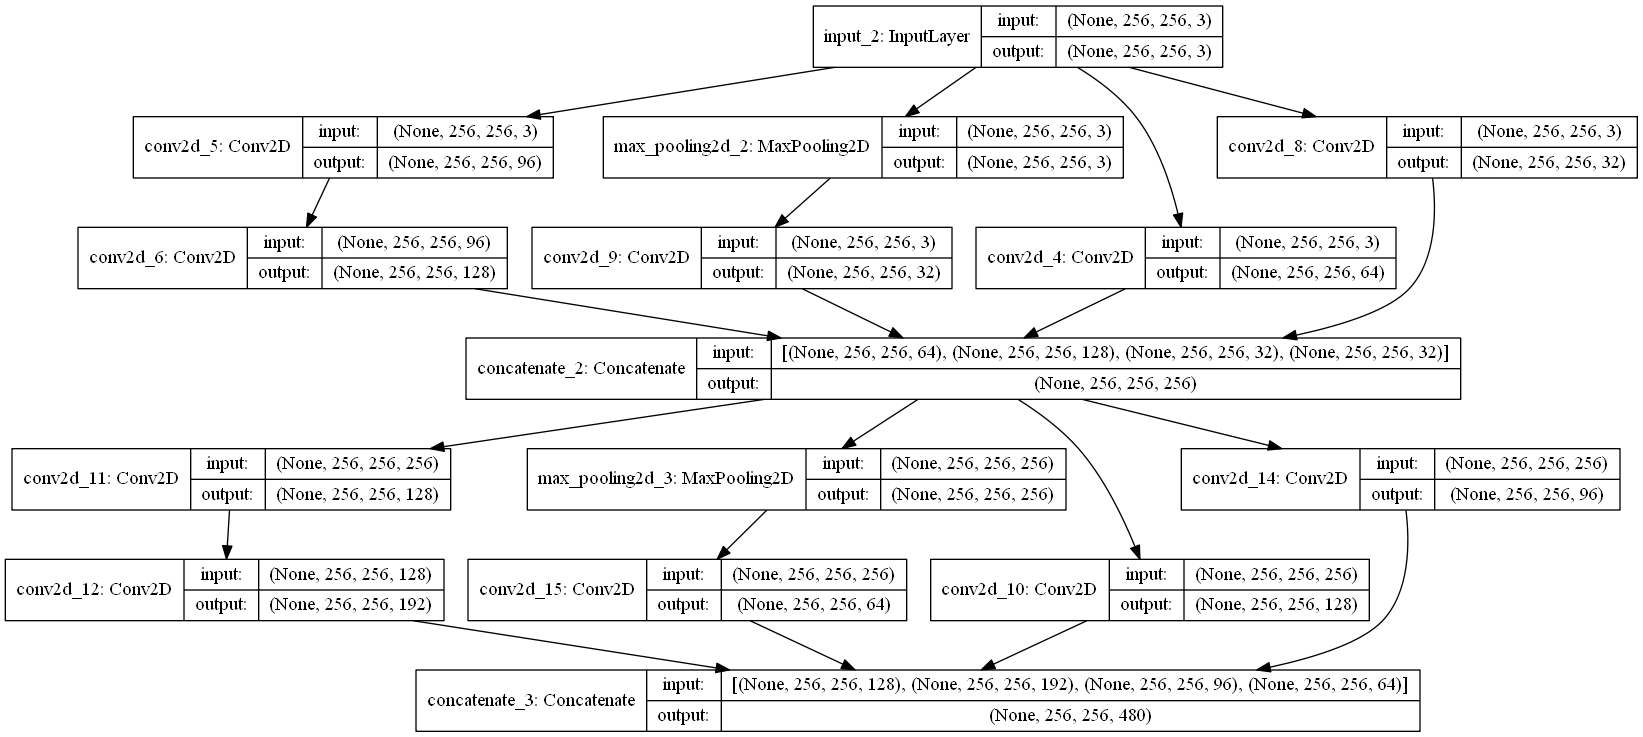 input_2: InputLayer
input:
(None, 256, 256, 3)
output:
(None, 256, 256, 3)
conv2d_5: Conv2D
input:
(None, 256, 256, 3)
output:
(None, 256, 256, 96)
max_pooling2d_2: MaxPooling2D
input:
(None, 256, 256, 3)
output:
(None, 256, 256, 3)
conv2d_8: Conv2D
input:
(None, 256, 256, 3)
output:
(None, 256, 256, 32)
conv2d_6: Conv2D
input:
(None, 256, 256, 96)
output:
(None, 256, 256, 128)
conv2d_9: Conv2D
input:
(None, 256, 256, 3)
output:
(None, 256, 256, 32)
conv2d_4: Conv2D
input:
(None, 256, 256, 3)
output:
(None, 256, 256, 64)
concatenate_2: Concatenate
input:
[(None, 256, 256, 64), (None, 256, 256, 128), (None, 256, 256, 32), (None, 256, 256, 32)]
output:
(None, 256, 256, 256)
conv2d_11: Conv2D
input:
(None, 256, 256, 256)
output:
(None, 256, 256, 128)
max_pooling2d_3: MaxPooling2D
input:
(None, 256, 256, 256)
output:
(None, 256, 256, 256)
conv2d_14: Conv2D
input:
(None, 256, 256, 256)
output:
(None, 256, 256, 96)
conv2d_12: Conv2D
input:
(None, 256, 256, 128)
output:
(None, 256, 256, 192)
conv2d_15: Conv2D
input:
(None, 256, 256, 256)
output:
(None, 256, 256, 64)
conv2d_10: Conv2D
input:
(None, 256, 256, 256)
output:
(None, 256, 256, 128)
concatenate_3: Concatenate
input:
[(None, 256, 256, 128), (None, 256, 256, 192), (None, 256, 256, 96), (None, 256, 256, 64)]
output:
(None, 256, 256, 480)